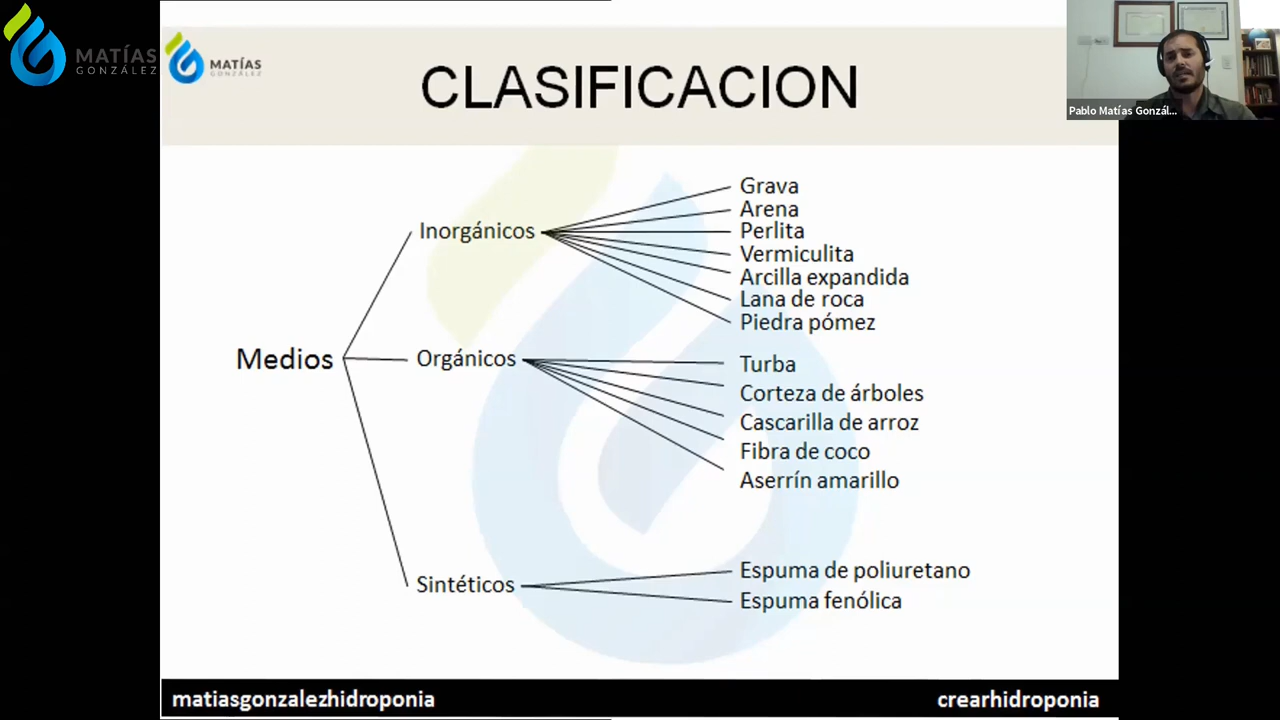 MATÍAS
GONZÁLEZ
MATÍAS
GONZÁLEZ
CLASIFICACION
Pablo Matías Gonzál...
Medios
Inorgánicos
Grava
Arena
Perlita
Vermiculita
Arcilla expandida
Lana de roca
Piedra pómez
Orgánicos
Turba
Corteza de árboles
Cascarilla de arroz
Fibra de coco
Aserrín amarillo
Sintéticos
Espuma de poliuretano
Espuma fenólica
matiasgonzalezhidroponia
crearhidroponia